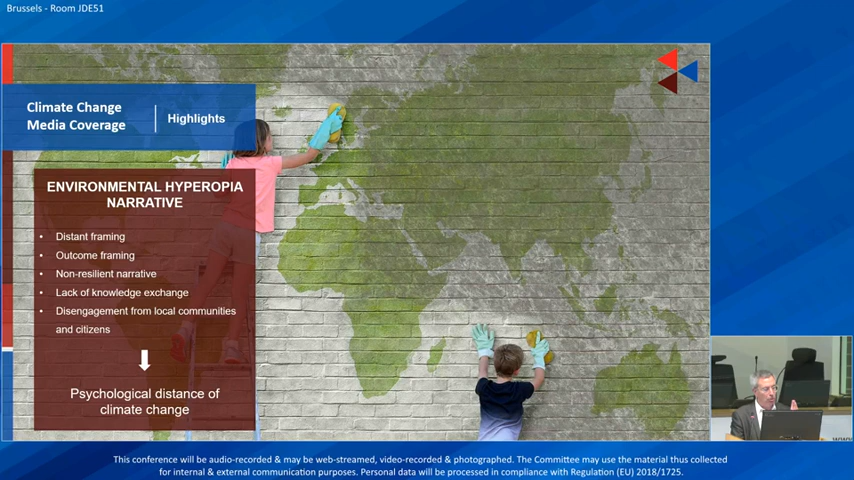 Brussels - Room JDE51
Climate Change
Media Coverage
Highlights
ENVIRONMENTAL HYPEROPIA
NARRATIVE
• Distant framing
• Outcome framing
• Non-resilient narrative
• Lack of knowledge exchange
• Disengagement from local communities
and citizens
Psychological distance of
climate change
This conference will be audio-recorded & may be web-streamed, video-recorded & photographed. The Committee may use the material thus collected
for internal & external communication purposes. Personal data will be processed in compliance with Regulation (EU) 2018/1725.